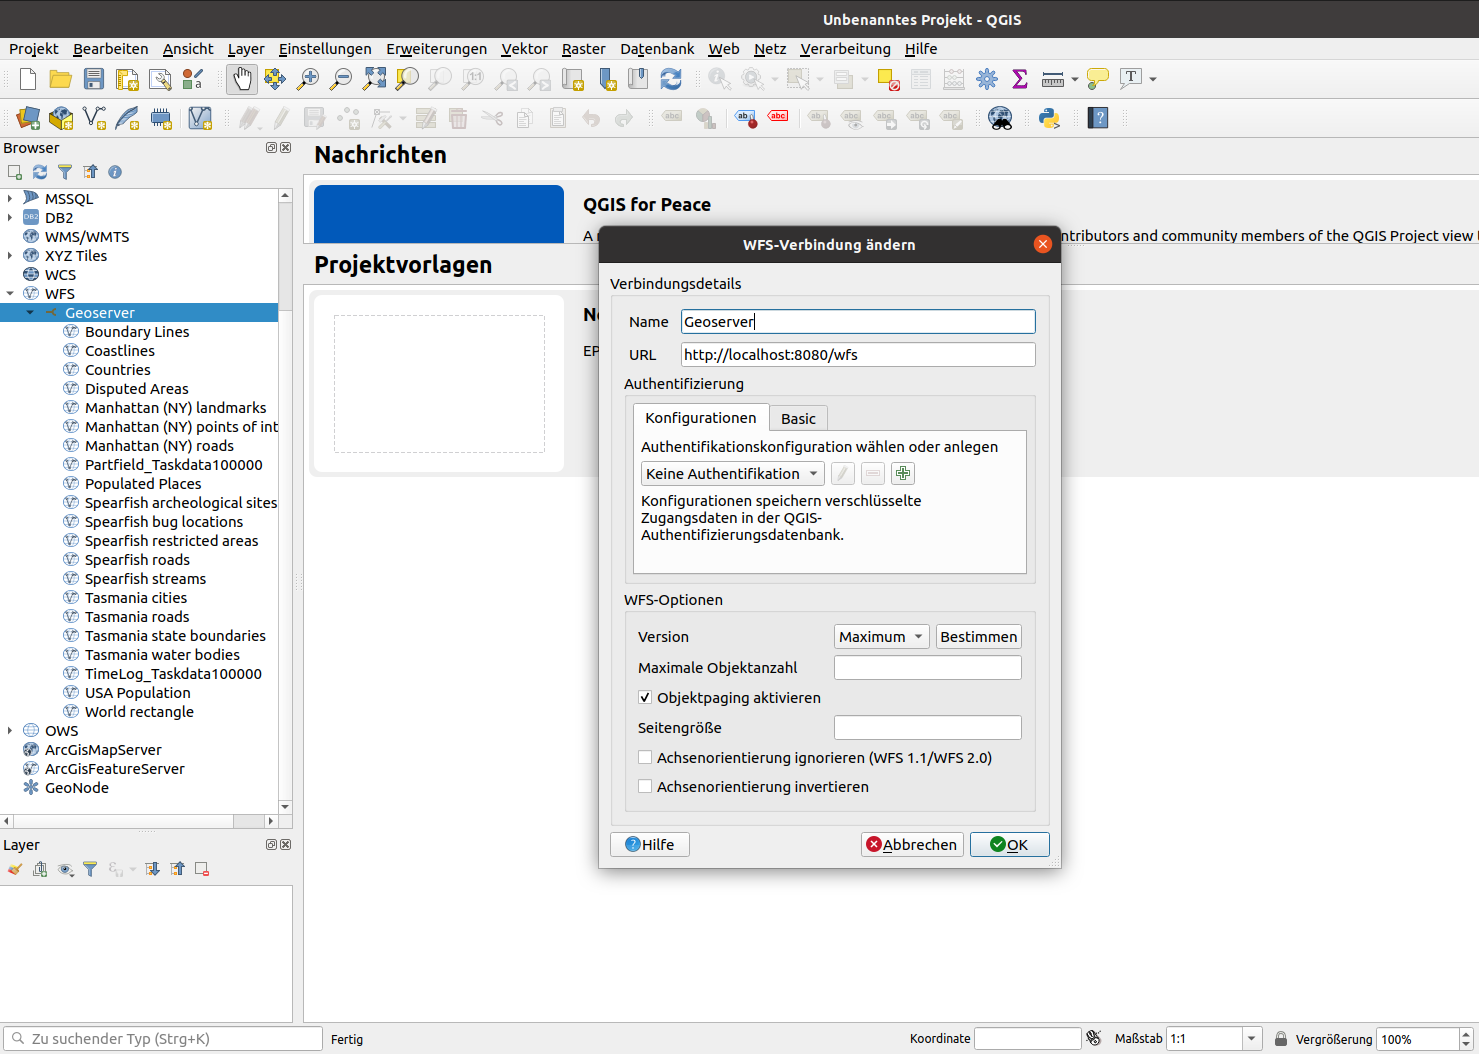 Unbenanntes Projekt - QGIS
Projekt Bearbeiten Ansicht Layer Einstellungen Erweiterungen Vektor Raster Datenbank Web Netz Verarbeitung Hilfe
Browser
MSSQL
DB2
WMS/WMTS
XYZ Tiles
WCS
WFS
Geoserver
Boundary Lines
Coastlines
Countries
Disputed Areas
Manhattan (NY) landmarks
Manhattan (NY) points of int
Manhattan (NY) roads
Partfield_Taskdata100000
Populated Places
Spearfish archeological sites
Spearfish bug locations
Spearfish restricted areas
Spearfish roads
Spearfish streams
Tasmania cities
Tasmania roads
Tasmania state boundaries
Tasmania water bodies
TimeLog_Taskdata100000
USA Population
World rectangle
OWS
ArcGisMapServer
ArcGisFeatureServer
GeoNode
Layer
Nachrichten
QGIS for Peace
ntributors and community members of the QGIS Project view
Projektvorlagen
WFS-Verbindung ändern
Verbindungsdetails
Name Geoserver
URL http://localhost:8080/wfs
Authentifizierung
Konfigurationen Basic
Authentifikationskonfiguration wählen oder anlegen
Keine Authentifikation
Konfigurationen speichern verschlüsselte
Zugangsdaten in der QGIS-
Authentifizierungsdatenbank.
WFS-Optionen
Version Maximum Bestimmen
Maximale Objektanzahl
Objektpaging aktivieren
Seitengröße
Achsenorientierung ignorieren (WFS 1.1/WFS 2.0)
Achsenorientierung invertieren
Hilfe Abbrechen OK
Zu suchender Typ (Strg+K) Fertig Koordinate Maßstab 1:1 Vergrößerung 100%